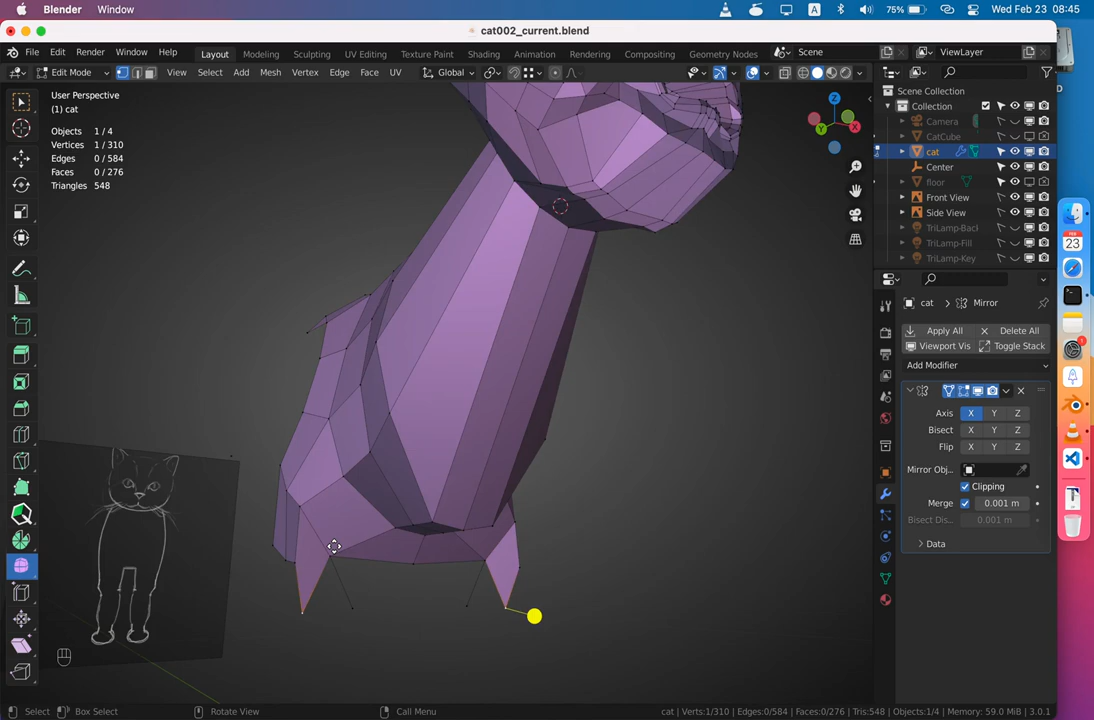 Blender Window A 75% Wed Feb 23 08:45
cat002_current.blend
File Edit Render Window Help Layout Modeling Sculpting UV Editing Texture Paint Shading Animation Rendering Compositing Geometry Nodes Scene ViewLayer
Edit Mode View Select Add Mesh Vertex Edge Face UV Global
User Perspective
(1) cat
Objects 1/4
Vertices 1/310
Edges 0/584
Faces 0/276
Triangles 548
Z
X
Y
Scene Collection
Collection
Camera
CatCube
cat
Center
floor
Front View
Side View
TriLamp-Back
TriLamp-Fill
TriLamp-Key
cat Mirror
Apply All Delete All
Viewport Vis Toggle Stack
Add Modifier
Axis X Y Z
Bisect X Y Z
Flip X Y Z
Mirror Obj...
Clipping
Merge 0.001 m
Bisect Dis... 0.001 m
Data
FEB
23
1
Select Box Select Rotate View Call Menu cat | Verts:1/310 | Edges:0/584 | Faces:0/276 | Tris:548 | Objects:1/4 | Memory: 59.0 MiB | 3.0.1